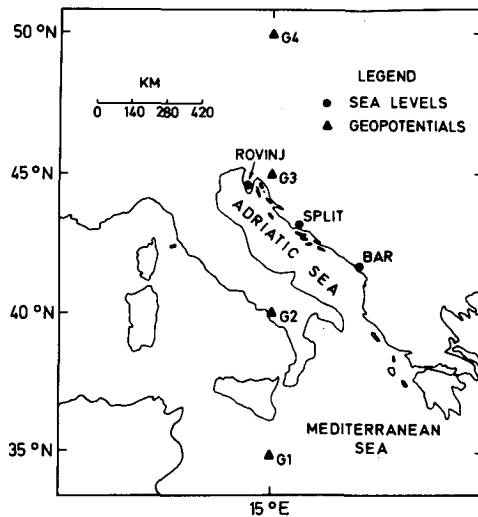 50°N
G4
KM
0 140 280 420
LEGEND
● SEA LEVELS
▲ GEOPOTENTIALS
ROVINJ
45°N
G3
SPLIT
ADRIATIC SEA
BAR
40°N
G2
MEDITERRANEAN
SEA
35°N
G1
15°E